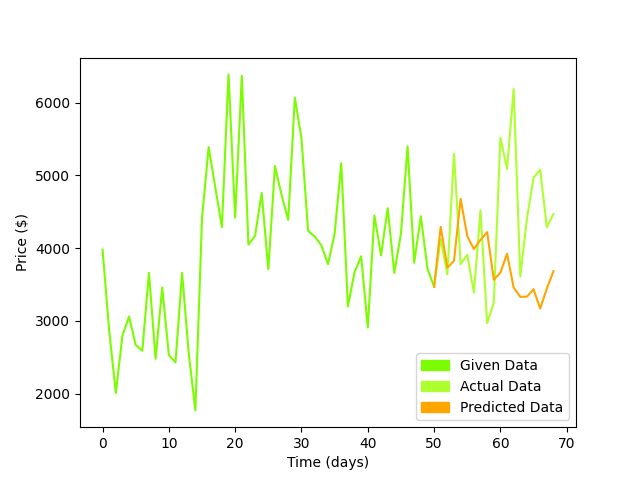 6000
5000
4000
3000
2000
Price ($)
Given Data
Actual Data
Predicted Data
0 10 20 30 40 50 60 70
Time (days)